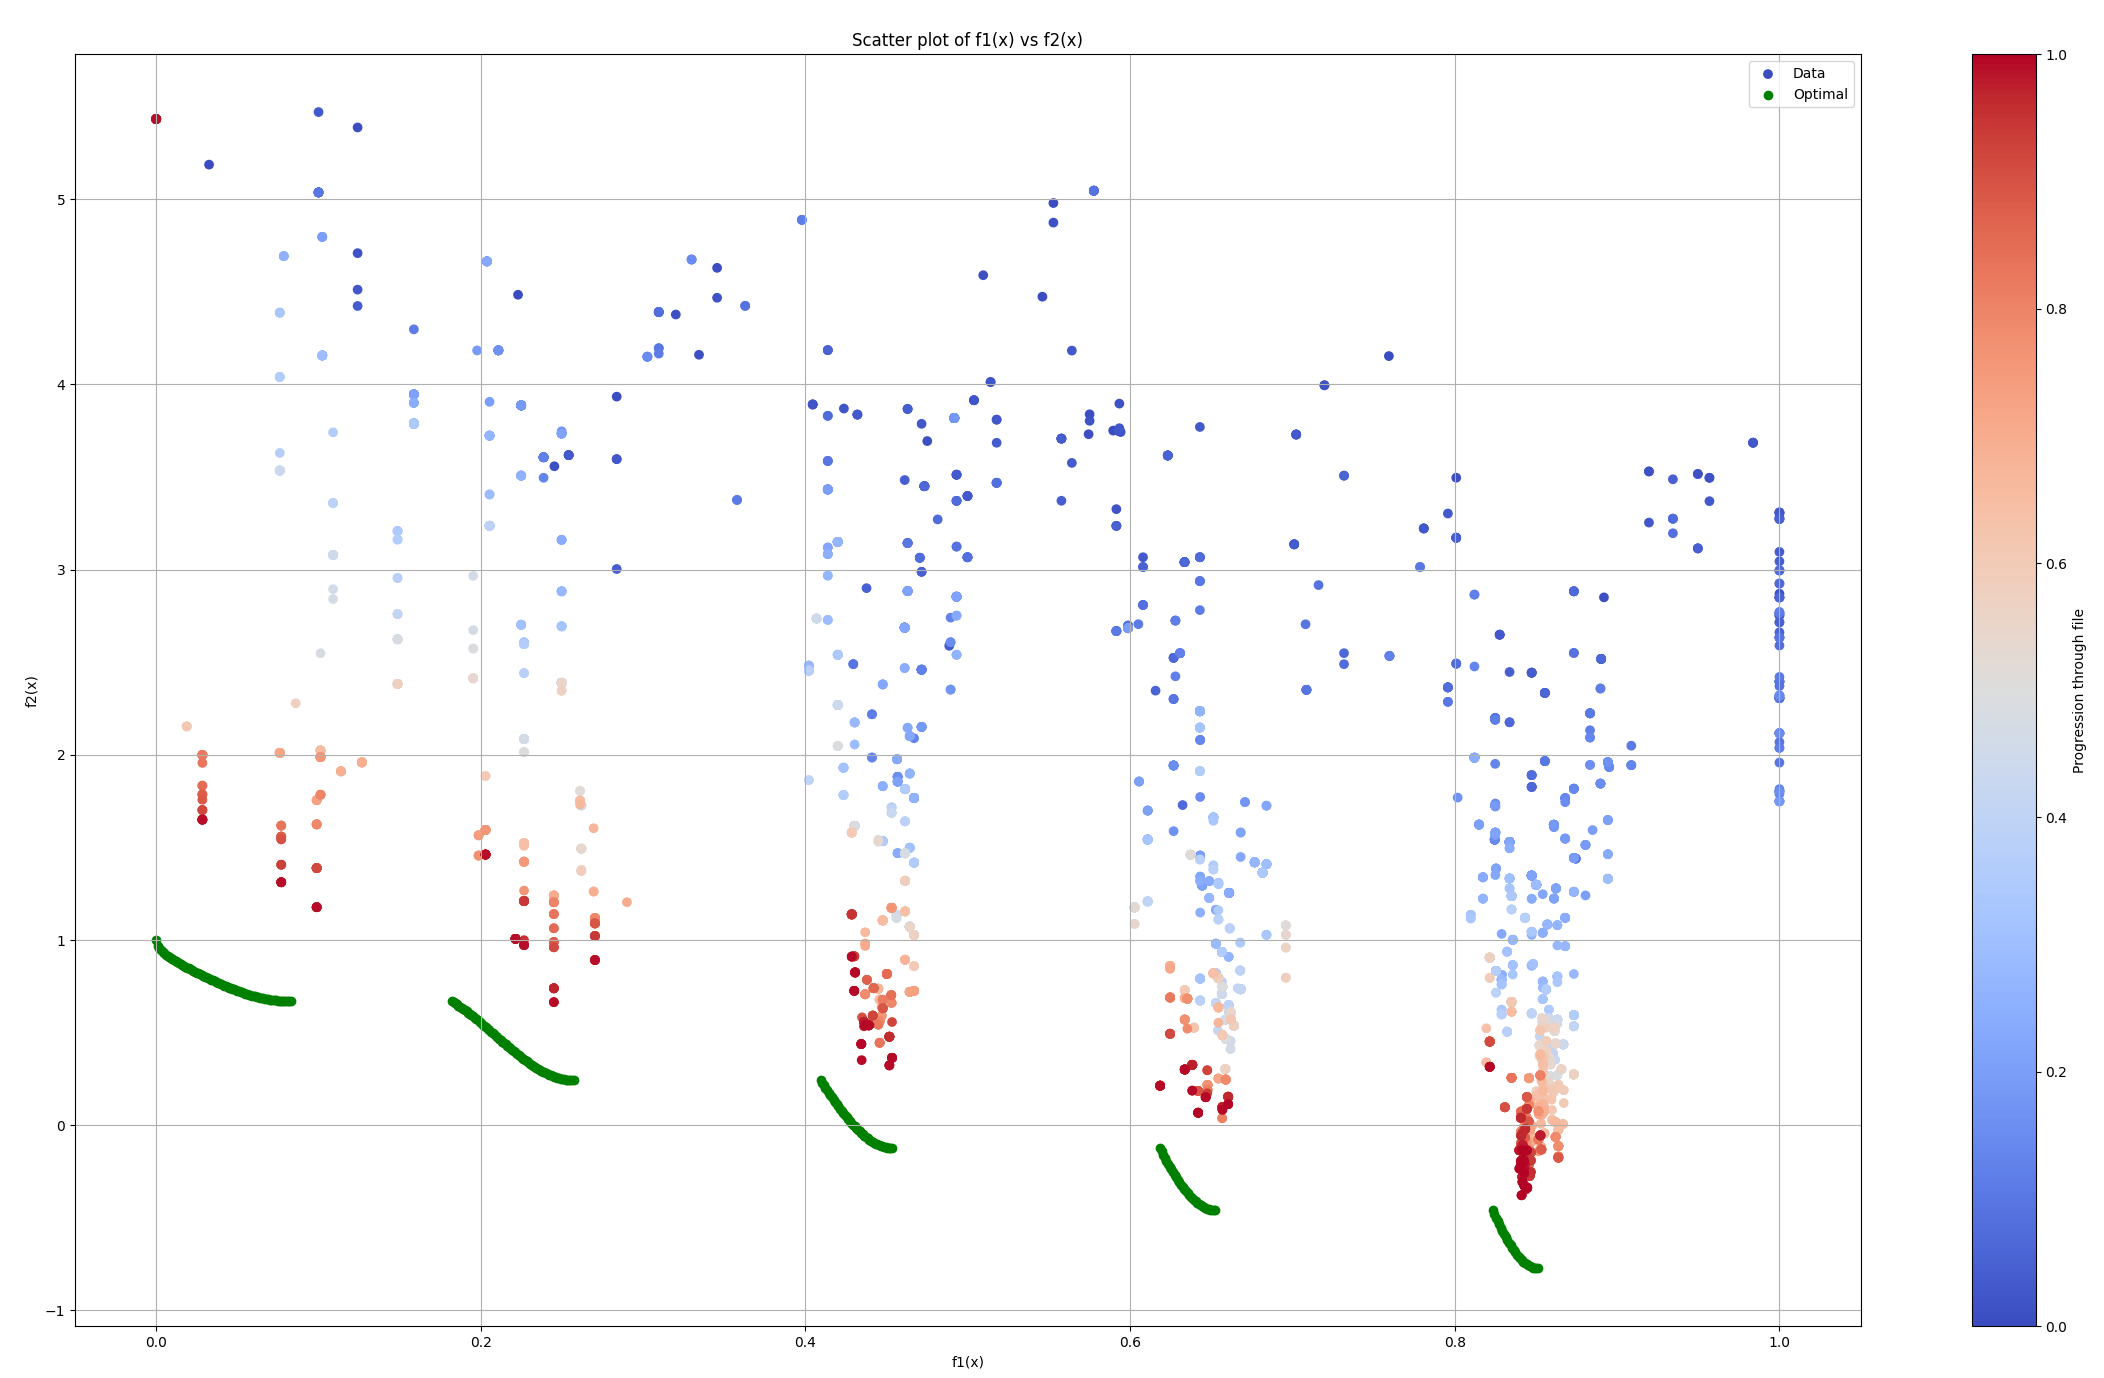 Scatter plot of f1(x) vs f2(x)
Data
Optimal
f2(x)
5
4
3
2
1
0
−1
0.0 0.2 0.4 0.6 0.8 1.0
f1(x)
1.0
0.8
0.6
0.4
0.2
0.0
Progression through file